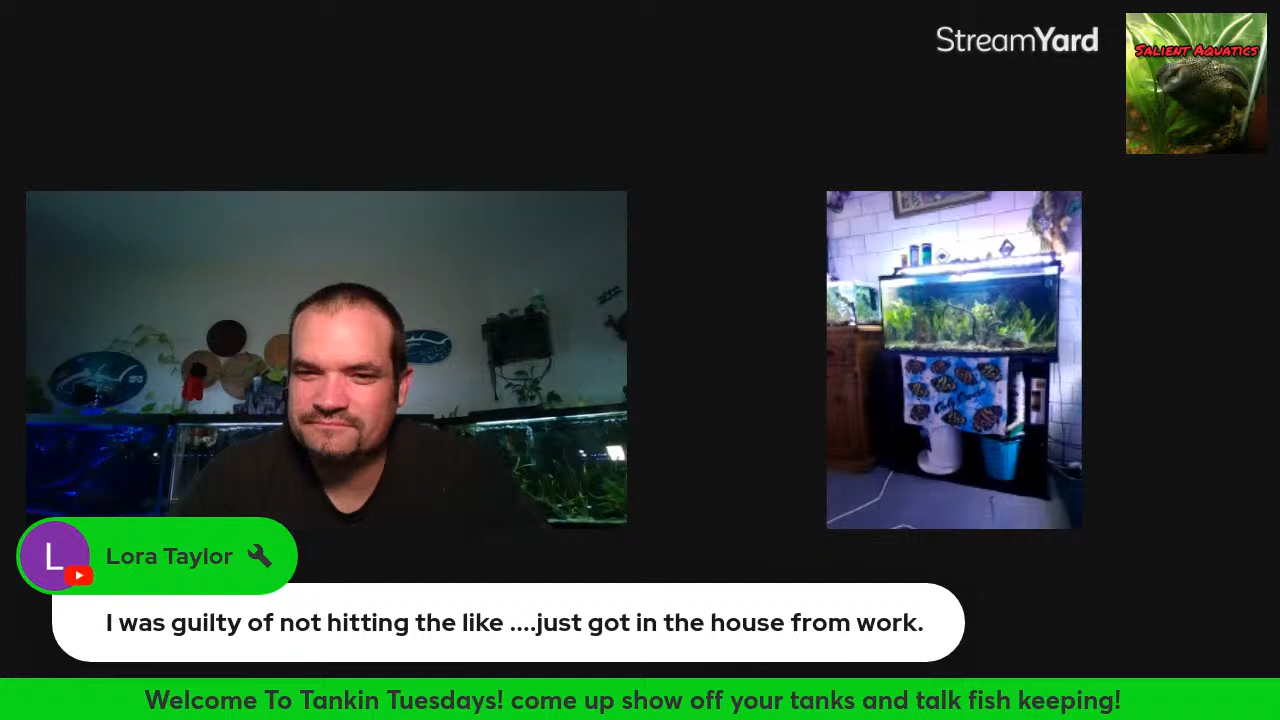 StreamYard
SALIENT AQUATICS
L
Lora Taylor
I was guilty of not hitting the like ....just got in the house from work.
Welcome To Tankin Tuesdays! come up show off your tanks and talk fish keeping!